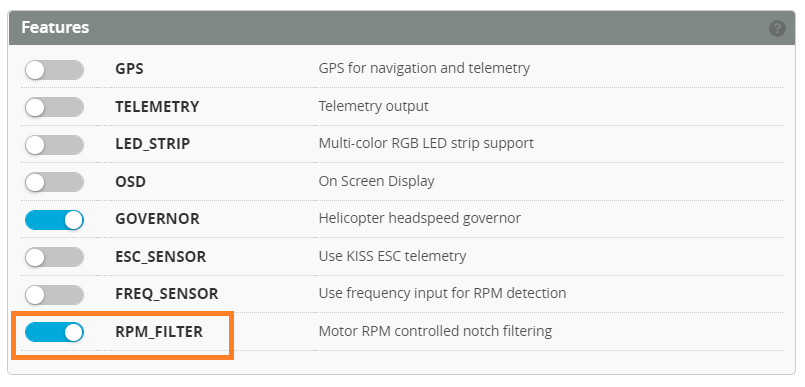 Features
?
GPS GPS for navigation and telemetry
TELEMETRY Telemetry output
LED_STRIP Multi-color RGB LED strip support
OSD On Screen Display
GOVERNOR Helicopter headspeed governor
ESC_SENSOR Use KISS ESC telemetry
FREQ_SENSOR Use frequency input for RPM detection
RPM_FILTER Motor RPM controlled notch filtering